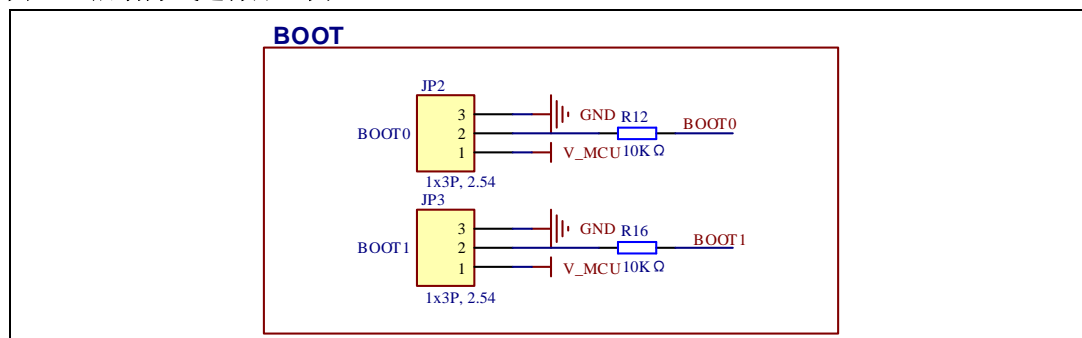 BOOT
JP2
3
GND
R12
BOOT0
BOOT0
2
1
V_MCU
10KΩ
1x3P, 2.54
JP3
3
GND
R16
BOOT1
BOOT1
2
1
V_MCU
10KΩ
1x3P, 2.54